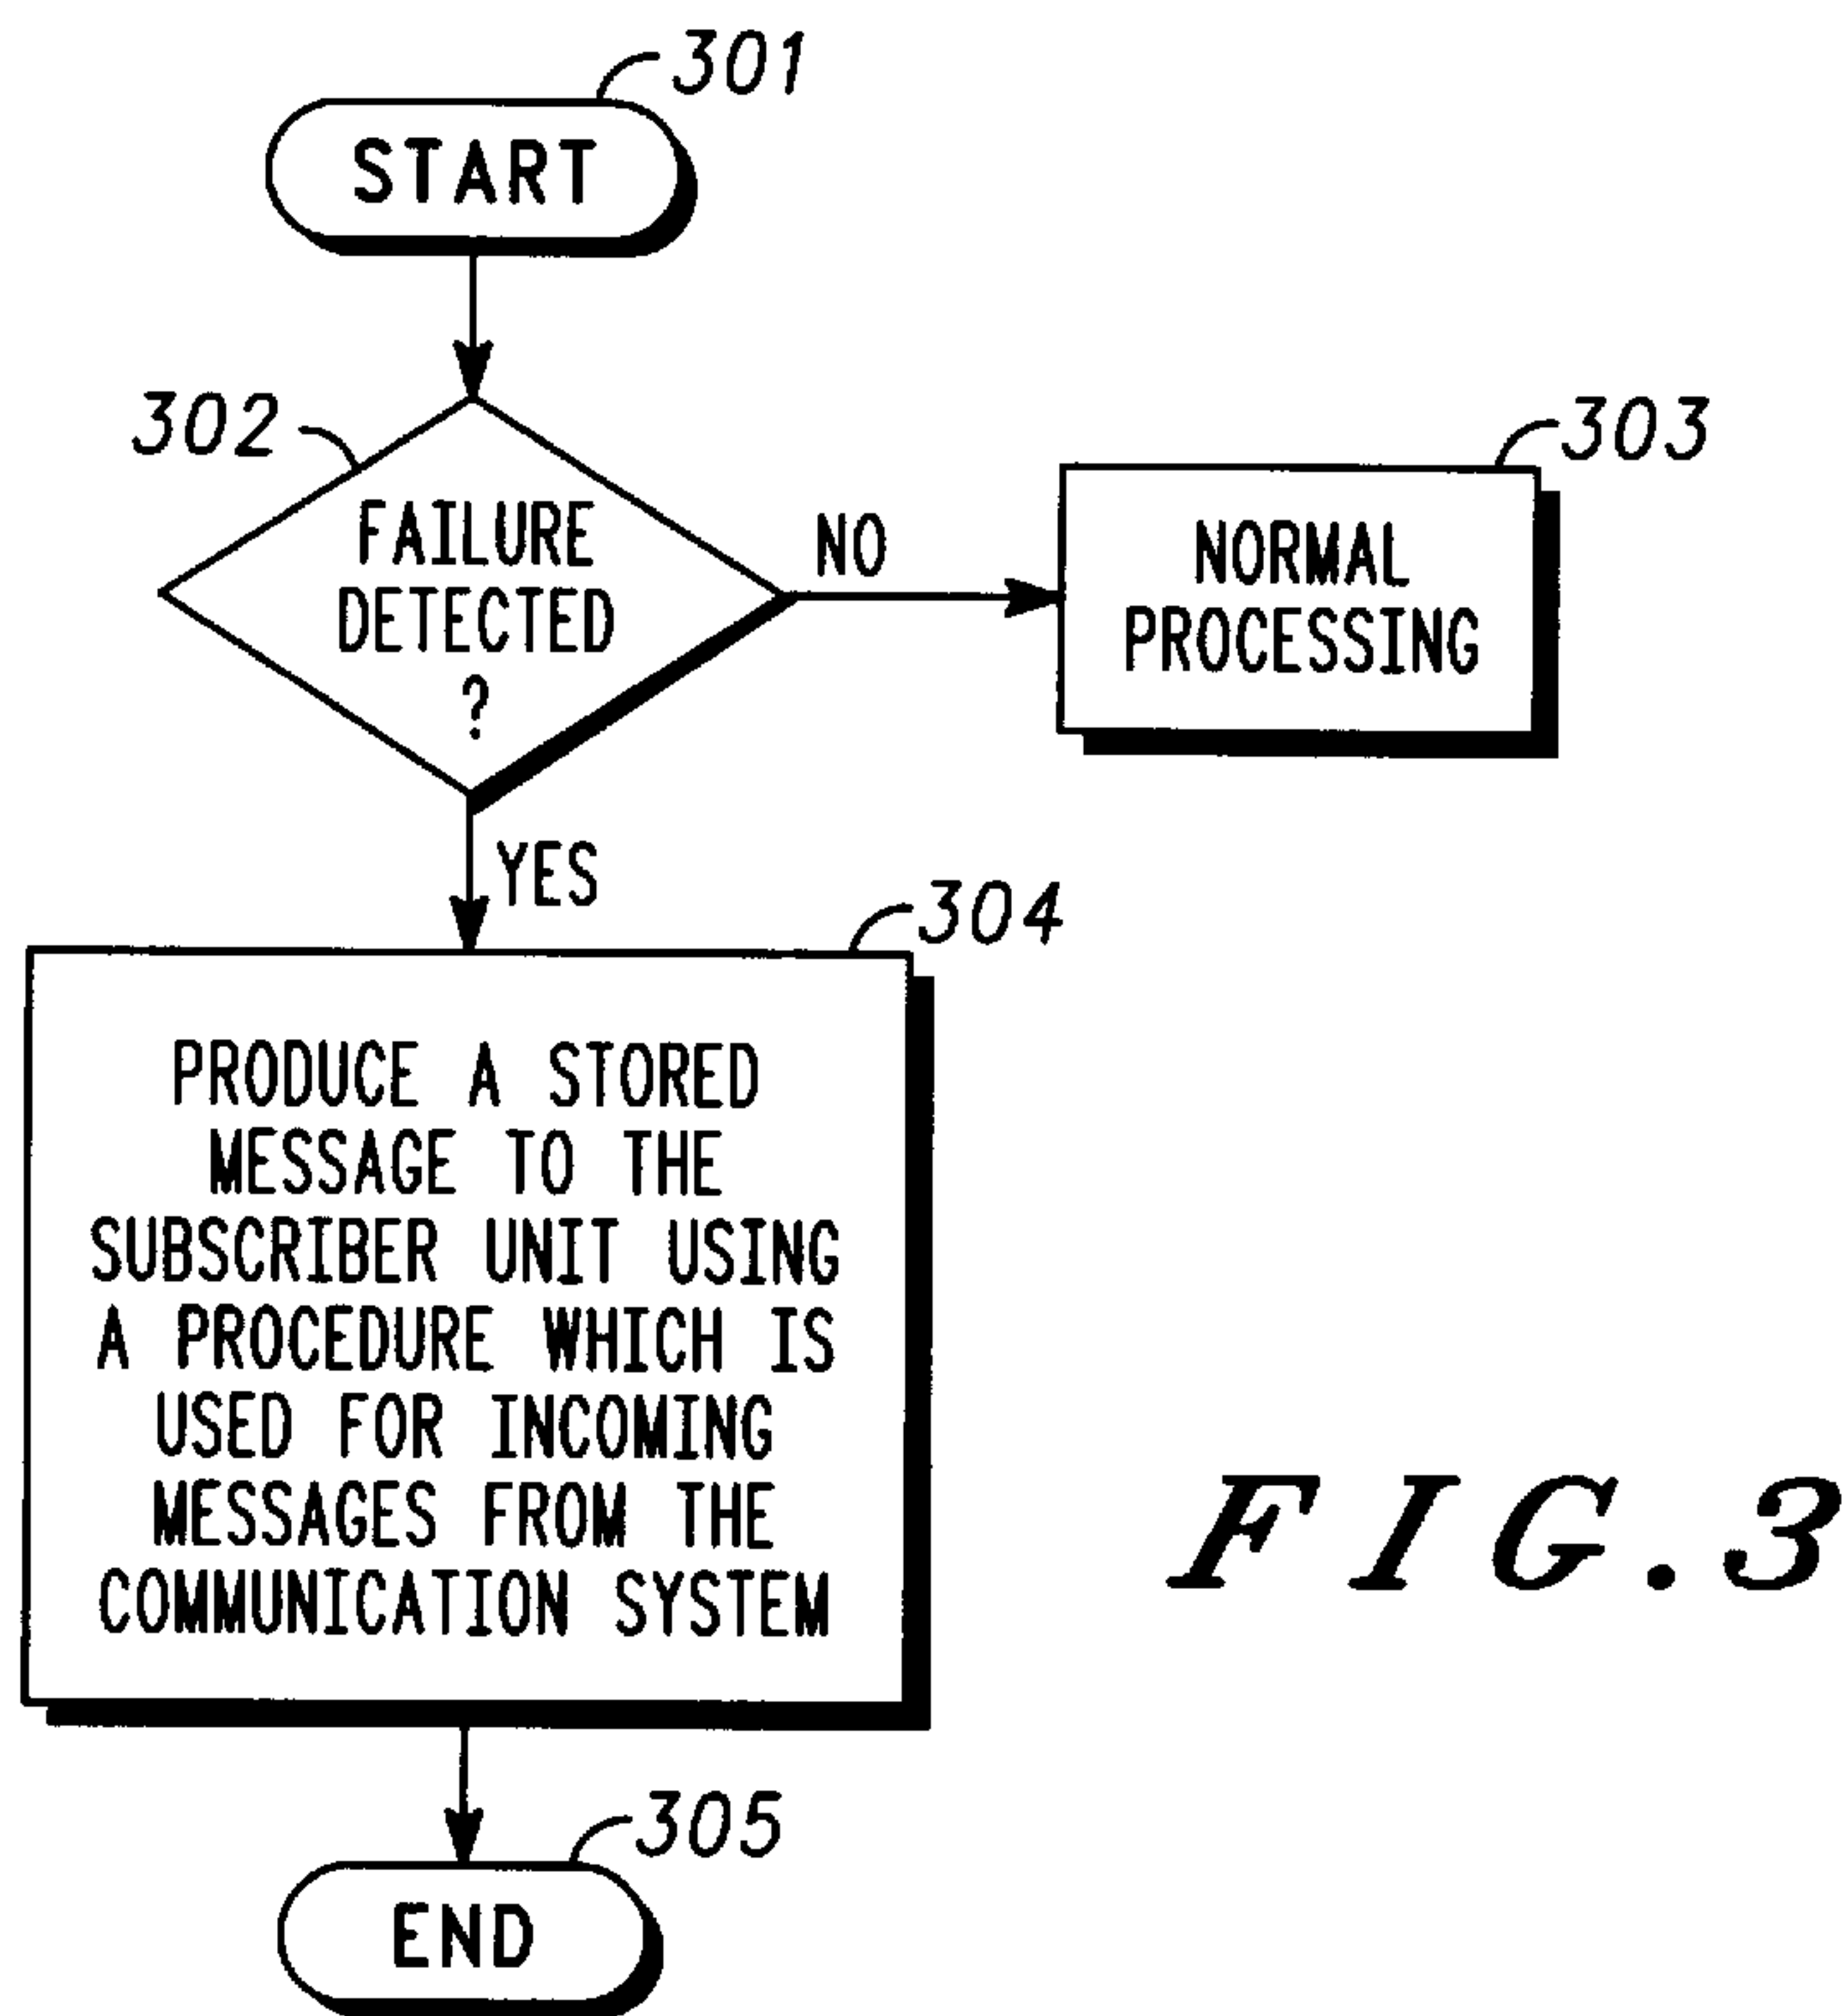 301
START
302
FAILURE
DETECTED
?
NO
303
NORMAL
PROCESSING
YES
304
PRODUCE A STORED
MESSAGE TO THE
SUBSCRIBER UNIT USING
A PROCEDURE WHICH IS
USED FOR INCOMING
MESSAGES FROM THE
COMMUNICATION SYSTEM
305
END
FIG.3